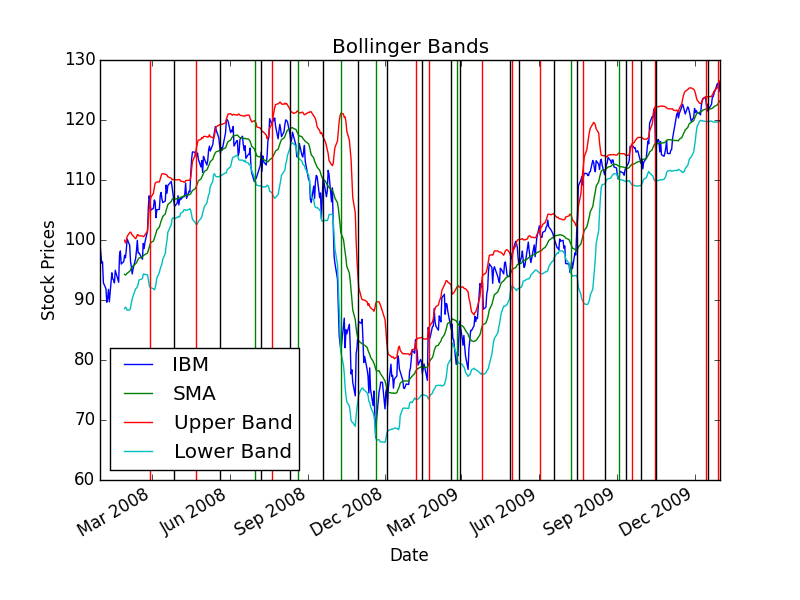 Bollinger Bands
130
120
110
100
90
80
70
60
Stock Prices
IBM
SMA
Upper Band
Lower Band
Mar 2008
Jun 2008
Sep 2008
Dec 2008
Mar 2009
Jun 2009
Sep 2009
Dec 2009
Date